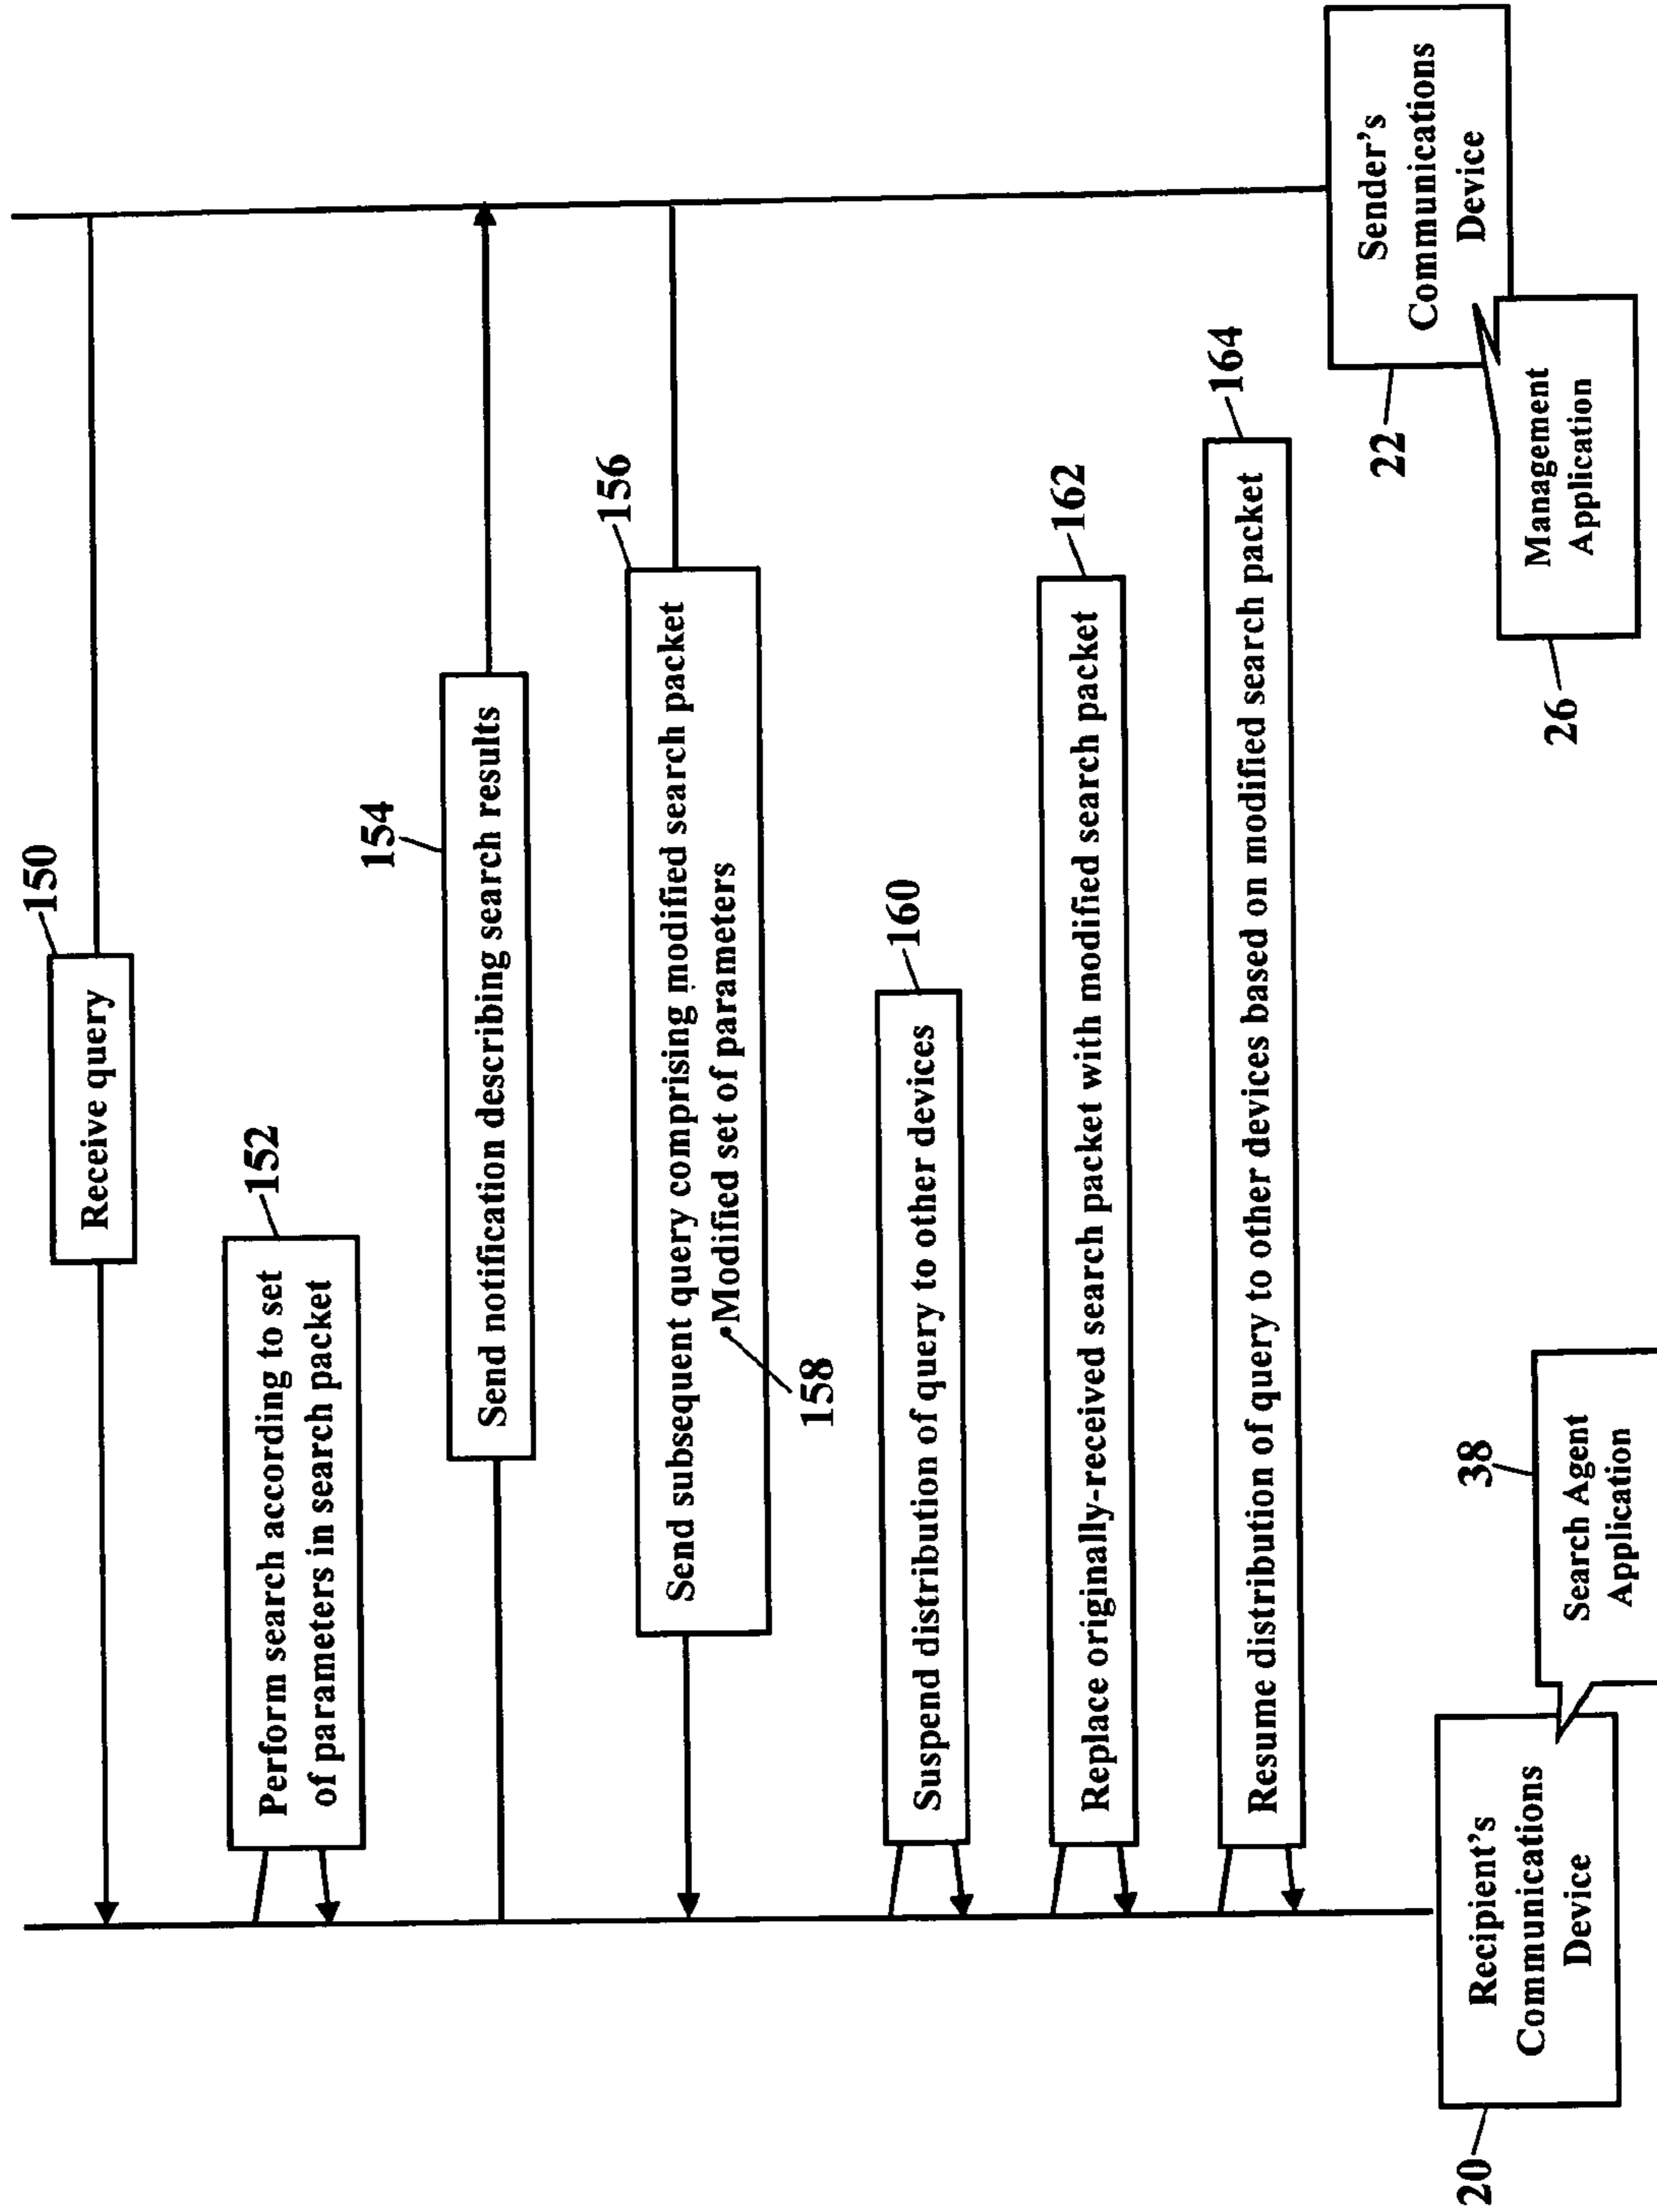 150
Receive query
152
Perform search according to set
of parameters in search packet
154
Send notification describing search results
156
Send subsequent query comprising modified search packet
•Modified set of parameters
158
160
Suspend distribution of query to other devices
162
Replace originally-received search packet with modified search packet
164
Resume distribution of query to other devices based on modified search packet
20
Recipient's
Communications
Device
38
Search Agent
Application
22
Sender's
Communications
Device
26
Management
Application